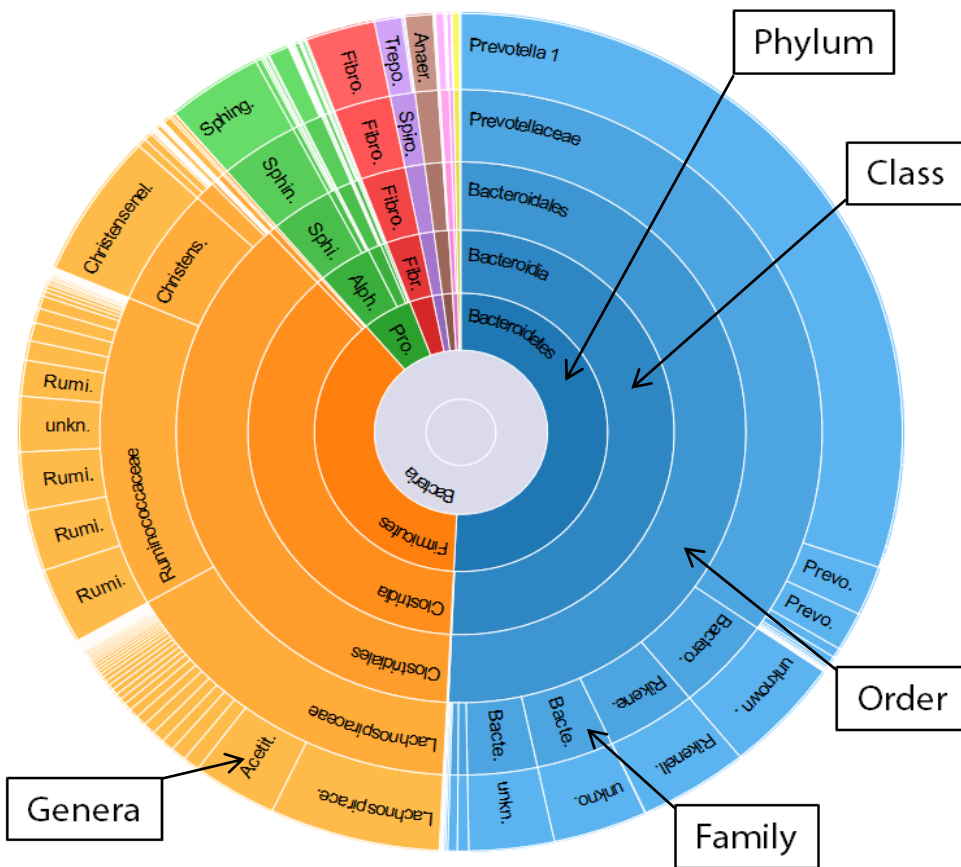 Phylum
Class
Order
Family
Genera
Bacteria
Bacteroidetes
Bacteroidia
Bacteroidales
Prevotellaceae
Prevotella 1
Prevo.
Prevo.
Bactero.
unknown .
Rikene.
Rikenell.
Bacte.
unkno.
Bacte.
unkn.
Firmicutes
Clostridia
Clostridiales
Lachnospiraceae
Lachnospirace.
Acetit.
Ruminococcaceae
Rumi.
Rumi.
Rumi.
unkn.
Rumi.
Christens.
Christensenel.
Pro.
Alph.
Sphi.
Sphin.
Sphing.
Fibr.
Fibro.
Fibro.
Fibro.
Spiro.
Trepo.
Anaer.